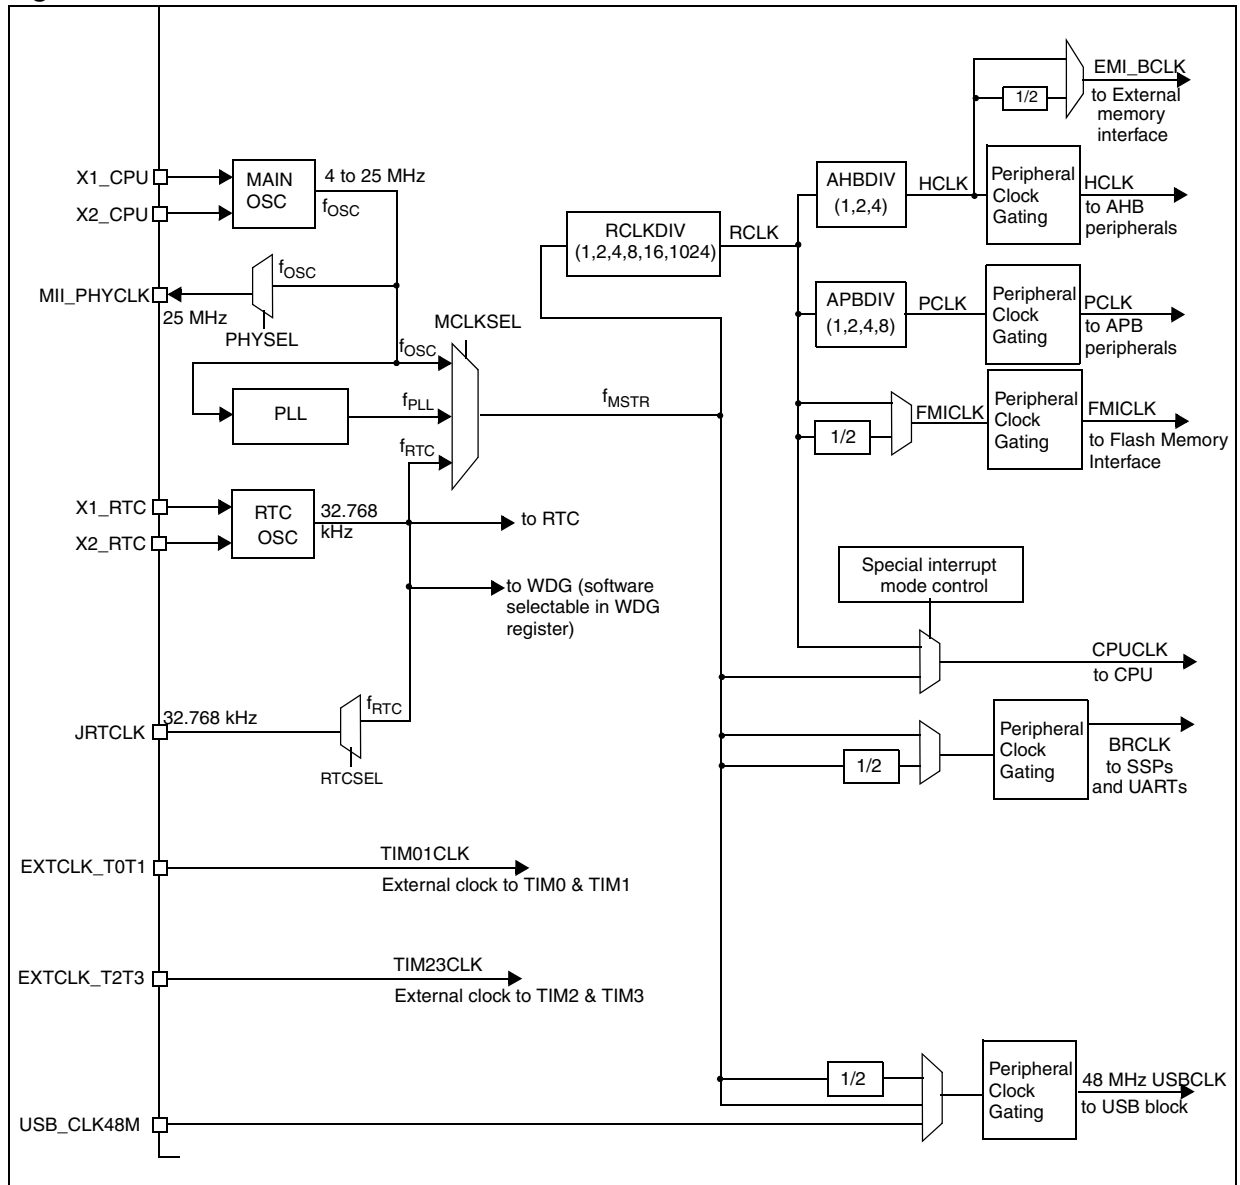 EMI_BCLK
1/2
to External
memory
interface
X1_CPU
X2_CPU
MAIN
OSC
4 to 25 MHz
fOSC
MII_PHYCLK
25 MHz
fOSC
PHYSEL
MCLKSEL
fOSC
PLL
fPLL
fRTC
fMSTR
RCLKDIV
(1,2,4,8,16,1024)
RCLK
AHBDIV
(1,2,4)
HCLK
Peripheral
Clock
Gating
HCLK
to AHB
peripherals
APBDIV
(1,2,4,8)
PCLK
Peripheral
Clock
Gating
PCLK
to APB
peripherals
1/2
FMICLK
Peripheral
Clock
Gating
FMICLK
to Flash Memory
Interface
X1_RTC
X2_RTC
RTC
OSC
32.768
kHz
to RTC
to WDG (software
selectable in WDG
register)
Special interrupt
mode control
CPUCLK
to CPU
JRTCLK
32.768 kHz
fRTC
RTCSEL
1/2
Peripheral
Clock
Gating
BRCLK
to SSPs
and UARTs
EXTCLK_T0T1
TIM01CLK
External clock to TIM0 & TIM1
EXTCLK_T2T3
TIM23CLK
External clock to TIM2 & TIM3
USB_CLK48M
1/2
Peripheral
Clock
Gating
48 MHz USBCLK
to USB block